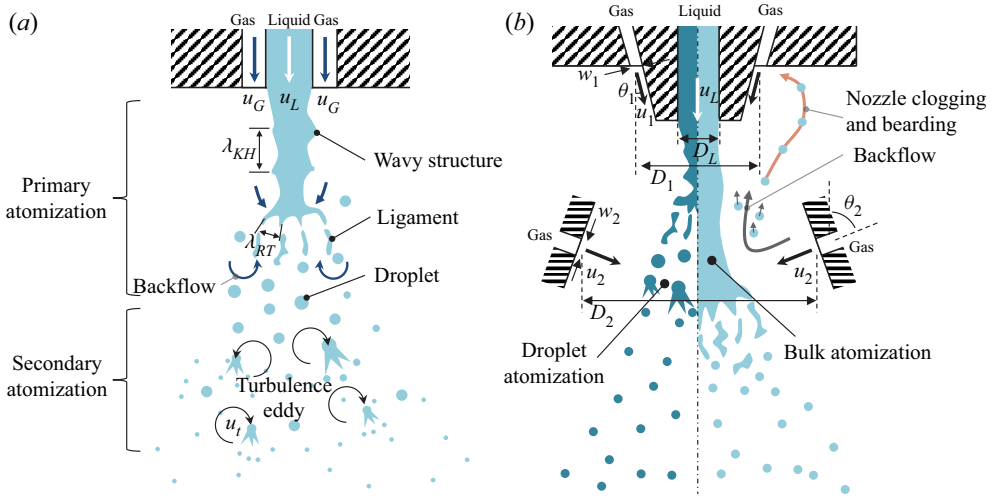 (a)
Gas
Liquid
Gas
u_G
u_L
u_G
λ_KH
Wavy structure
Primary
atomization
Ligament
λ_RT
Backflow
Droplet
Secondary
atomization
Turbulence
eddy
u_t
(b)
Gas
Liquid
Gas
w_1
θ_1
u_1
u_L
Nozzle clogging
and bearding
D_L
Backflow
D_1
w_2
θ_2
Gas
Gas
u_2
u_2
D_2
Droplet
atomization
Bulk atomization